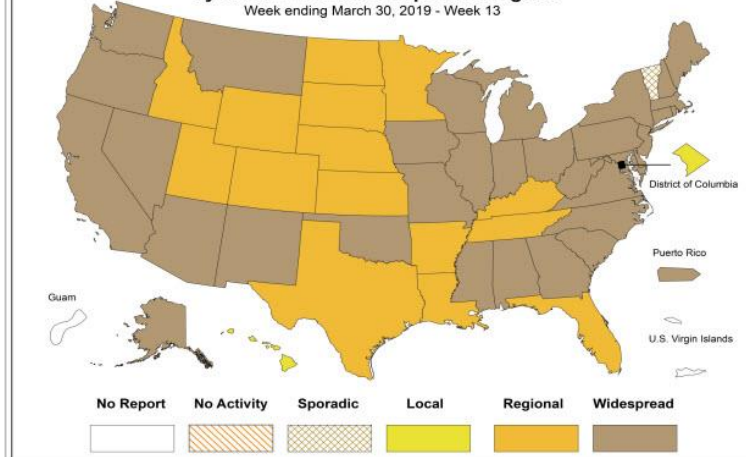 Week ending March 30, 2019 - Week 13
District of Columbia
Puerto Rico
Guam
U.S. Virgin Islands
No Report
No Activity
Sporadic
Local
Regional
Widespread